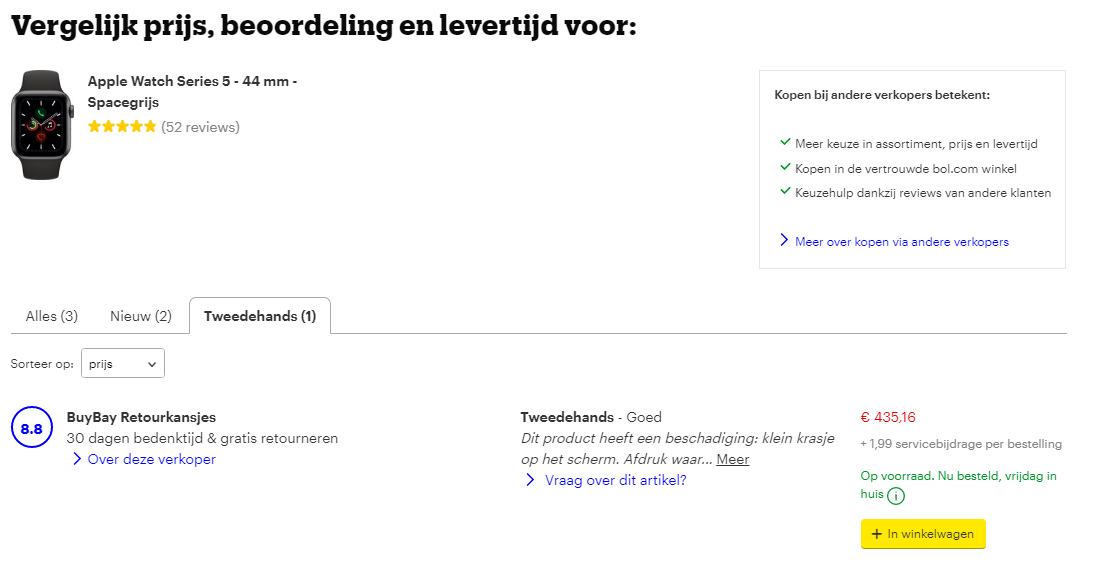 Vergelijk prijs, beoordeling en levertijd voor:
Apple Watch Series 5 - 44 mm -
Spacegrijs
(52 reviews)
Kopen bij andere verkopers betekent:
Meer keuze in assortiment, prijs en levertijd
Kopen in de vertrouwde bol.com winkel
Keuzehulp dankzij reviews van andere klanten
Meer over kopen via andere verkopers
Alles (3)
Nieuw (2)
Tweedehands (1)
Sorteer op:
prijs
8.8
BuyBay Retourkansjes
30 dagen bedenktijd & gratis retourneren
Over deze verkoper
Tweedehands - Goed
Dit product heeft een beschadiging: klein krasje
op het scherm. Afdruk waar... Meer
Vraag over dit artikel?
€ 435,16
+ 1,99 servicebijdrage per bestelling
Op voorraad. Nu besteld, vrijdag in
huis
+ In winkelwagen